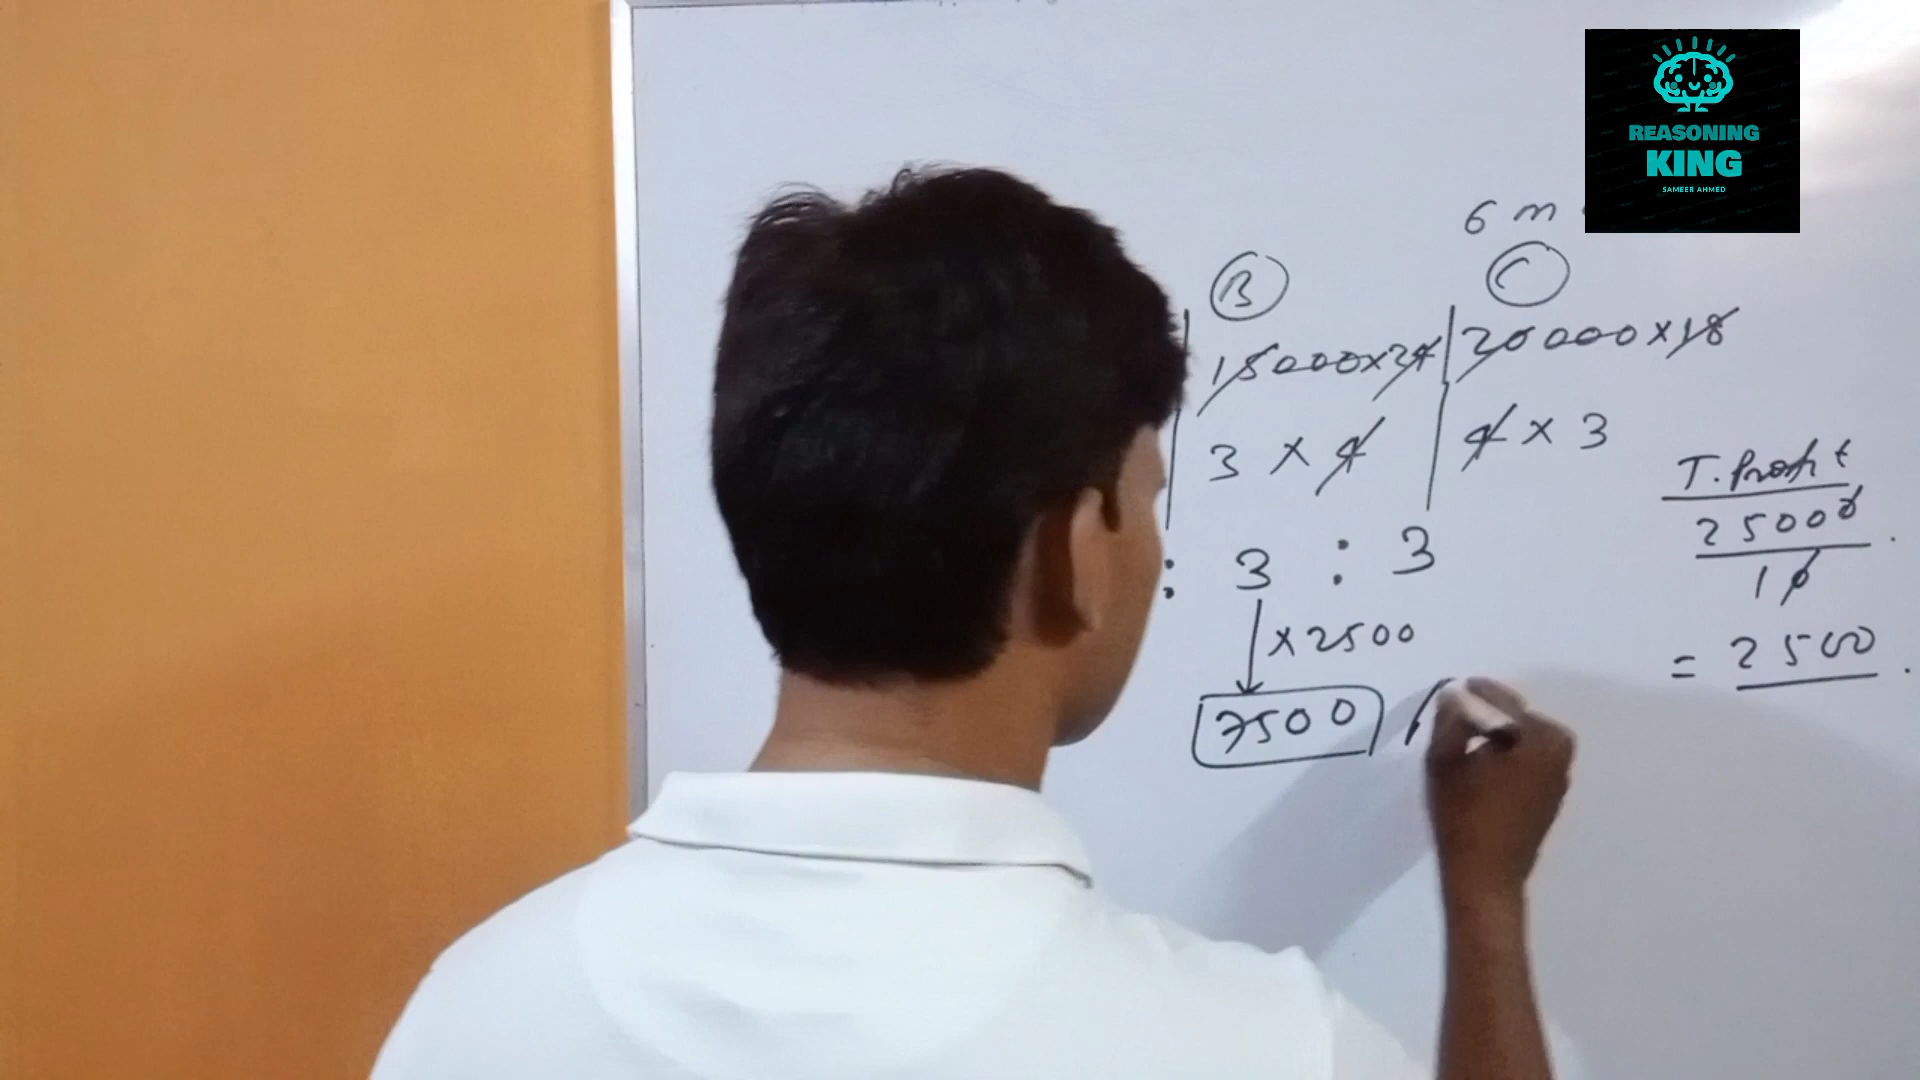 REASONING
KING
SAMEER AHMED
6 m
B C
15000×24 20000×18
3 × 4 4 × 3
T. Profit
25000
10
= 2500
: 3 : 3
×2500
7500